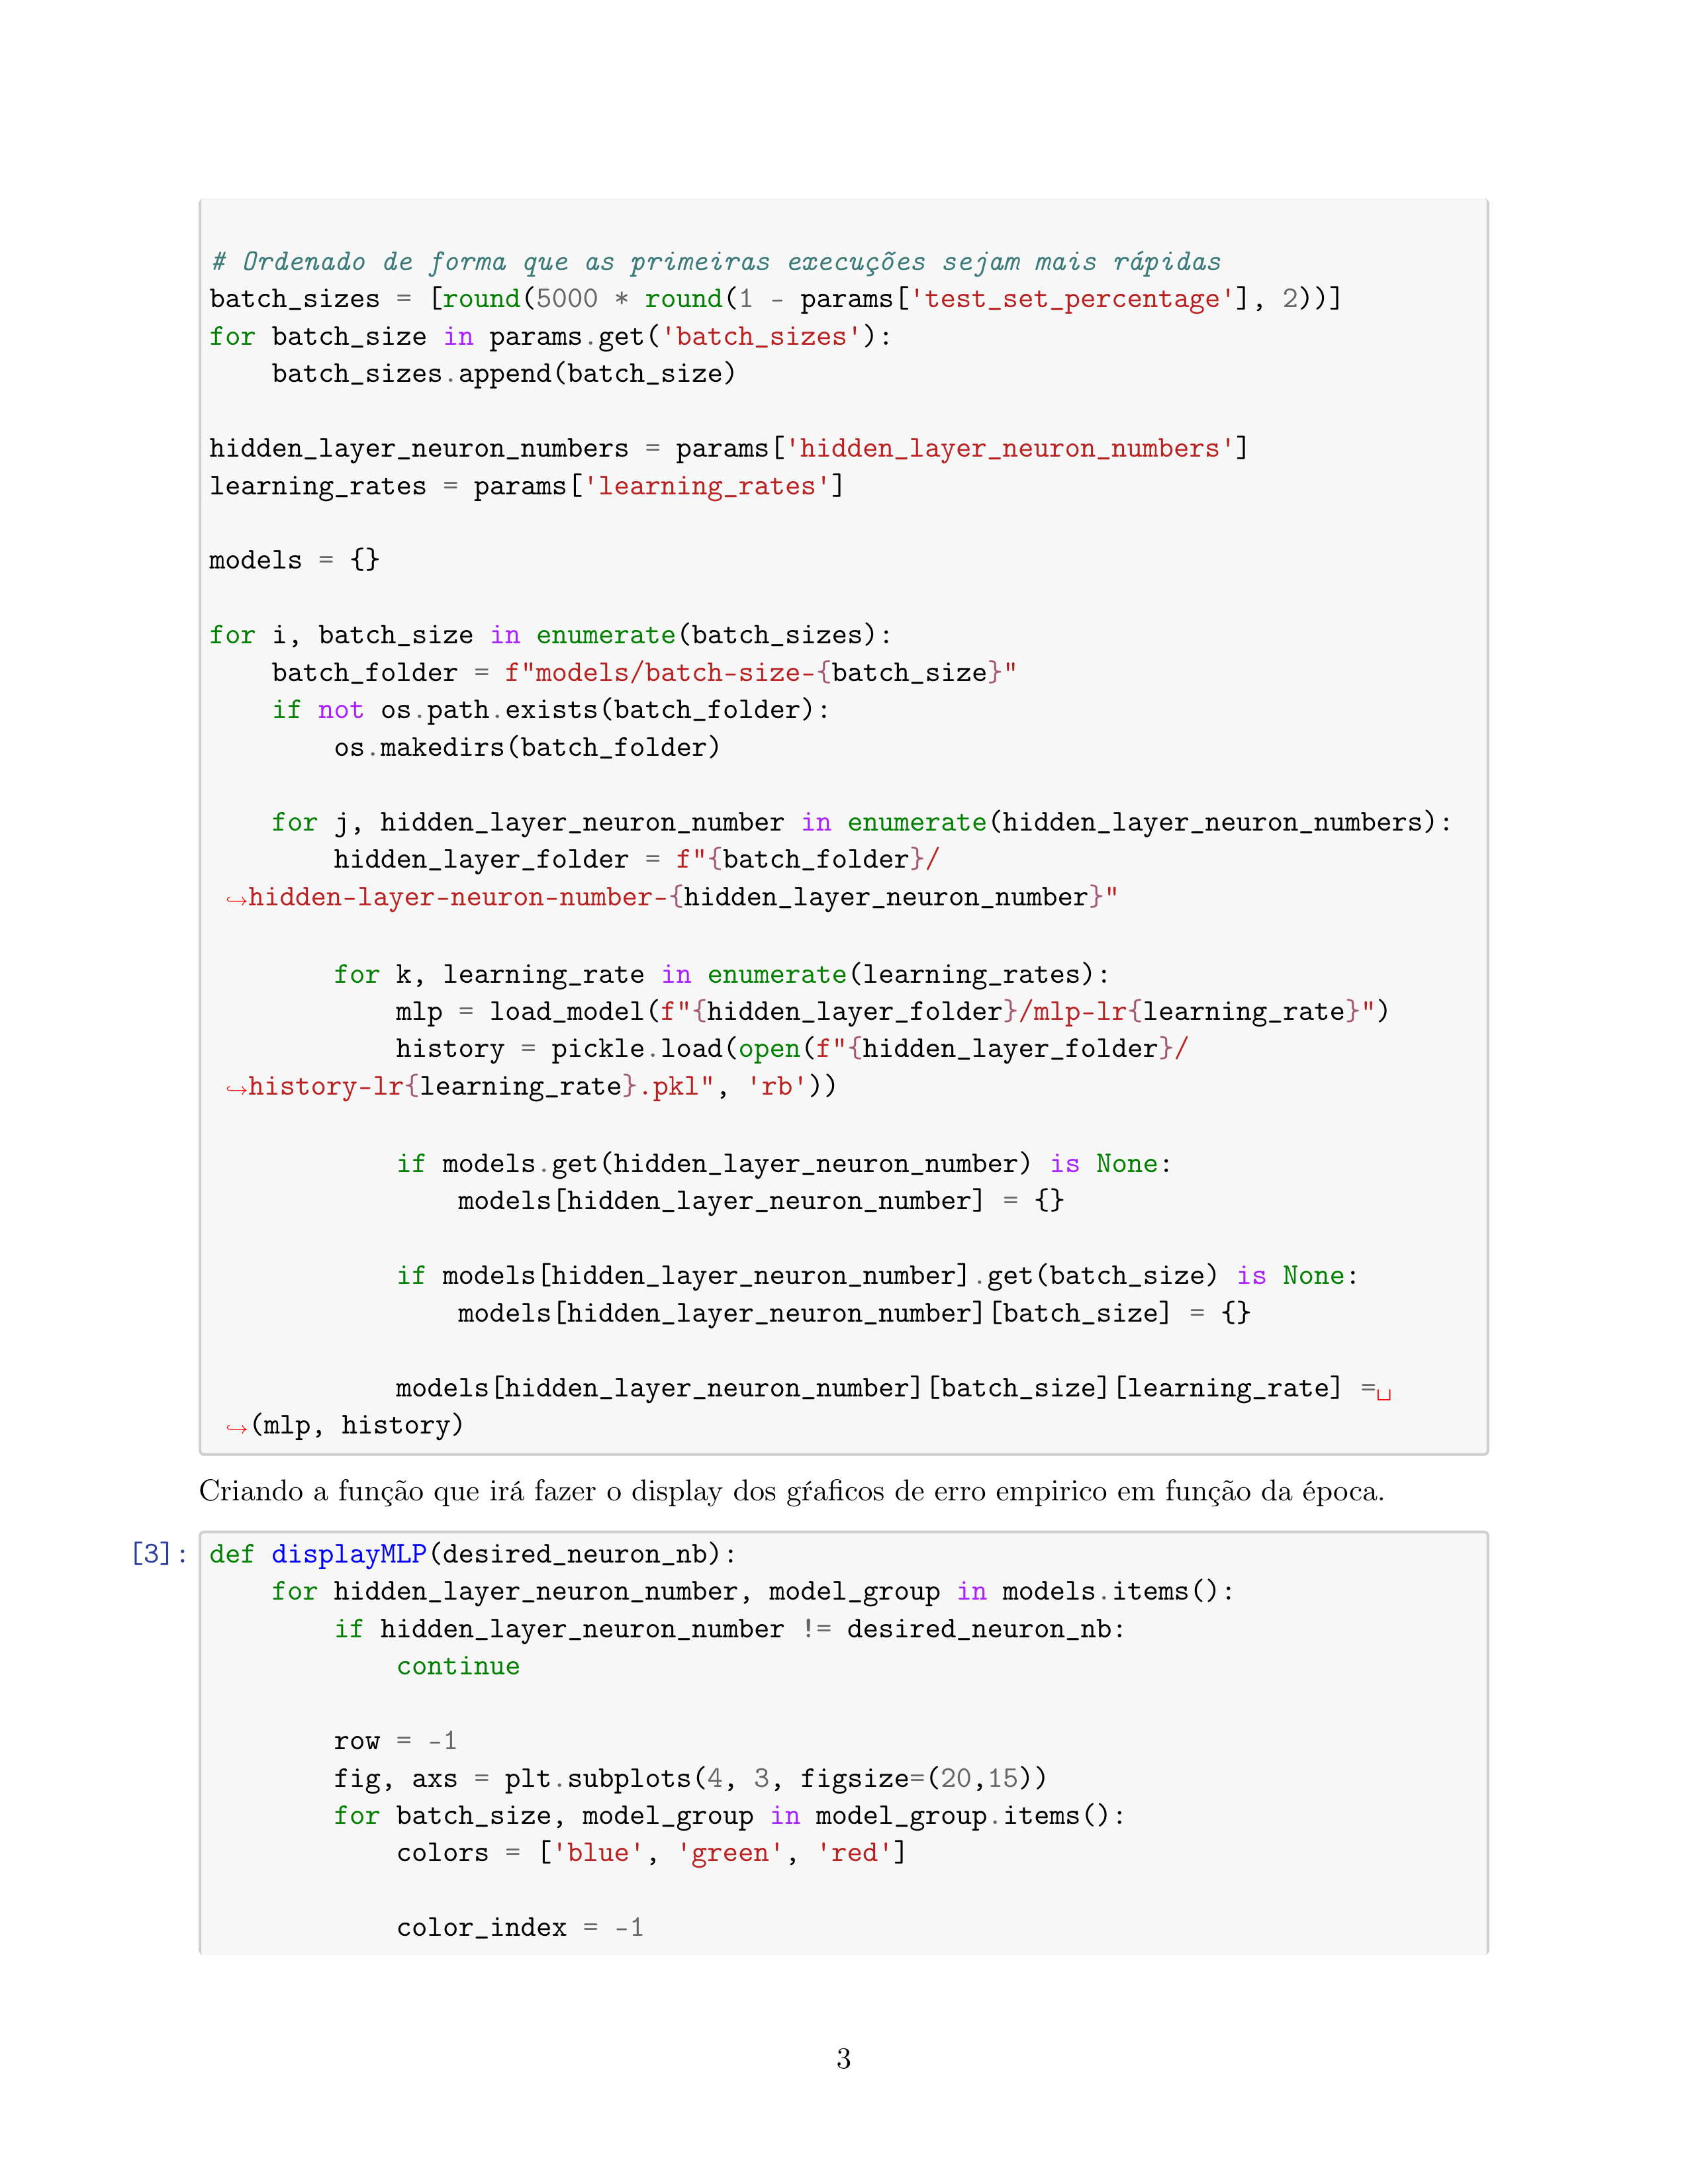 # Ordenado de forma que as primeiras execuções sejam mais rápidas
batch_sizes = [round(5000 * round(1 - params['test_set_percentage'], 2))]
for batch_size in params.get('batch_sizes'):
    batch_sizes.append(batch_size)

hidden_layer_neuron_numbers = params['hidden_layer_neuron_numbers']
learning_rates = params['learning_rates']

models = {}

for i, batch_size in enumerate(batch_sizes):
    batch_folder = f"models/batch-size-{batch_size}"
    if not os.path.exists(batch_folder):
        os.makedirs(batch_folder)

    for j, hidden_layer_neuron_number in enumerate(hidden_layer_neuron_numbers):
        hidden_layer_folder = f"{batch_folder}/
↪hidden-layer-neuron-number-{hidden_layer_neuron_number}"

        for k, learning_rate in enumerate(learning_rates):
            mlp = load_model(f"{hidden_layer_folder}/mlp-lr{learning_rate}")
            history = pickle.load(open(f"{hidden_layer_folder}/
↪history-lr{learning_rate}.pkl", 'rb'))

            if models.get(hidden_layer_neuron_number) is None:
                models[hidden_layer_neuron_number] = {}

            if models[hidden_layer_neuron_number].get(batch_size) is None:
                models[hidden_layer_neuron_number][batch_size] = {}

            models[hidden_layer_neuron_number][batch_size][learning_rate] =␣
↪(mlp, history)
Criando a função que irá fazer o display dos gŕaficos de erro empirico em função da época.
[3]: def displayMLP(desired_neuron_nb):
    for hidden_layer_neuron_number, model_group in models.items():
        if hidden_layer_neuron_number != desired_neuron_nb:
            continue

        row = -1
        fig, axs = plt.subplots(4, 3, figsize=(20,15))
        for batch_size, model_group in model_group.items():
            colors = ['blue', 'green', 'red']

            color_index = -1
3